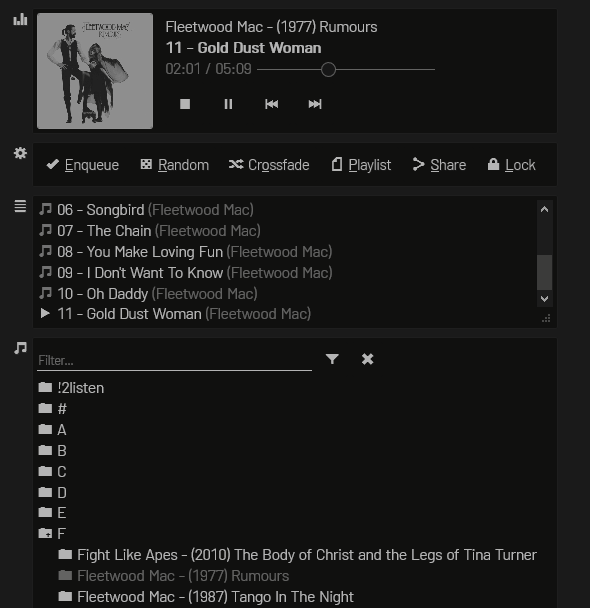 FLEETWOOD MAC
RUMOURS
Fleetwood Mac - (1977) Rumours
11 - Gold Dust Woman
02:01 / 05:09
Enqueue Random Crossfade Playlist Share Lock
06 - Songbird (Fleetwood Mac)
07 - The Chain (Fleetwood Mac)
08 - You Make Loving Fun (Fleetwood Mac)
09 - I Don't Want To Know (Fleetwood Mac)
10 - Oh Daddy (Fleetwood Mac)
11 - Gold Dust Woman (Fleetwood Mac)
Filter...
!2listen
#
A
B
C
D
E
F
Fight Like Apes - (2010) The Body of Christ and the Legs of Tina Turner
Fleetwood Mac - (1977) Rumours
Fleetwood Mac - (1987) Tango In The Night